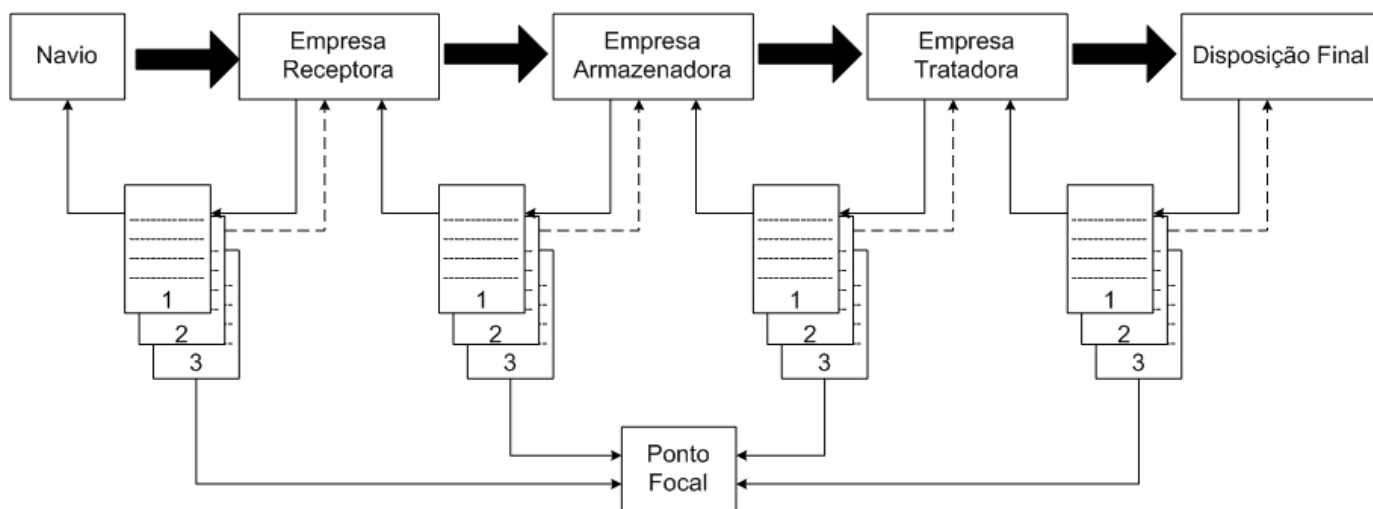 Navio
Empresa
Receptora
Empresa
Armazenadora
Empresa
Tratadora
Disposição Final
1
2
3
1
2
3
1
2
3
1
2
3
Ponto
Focal